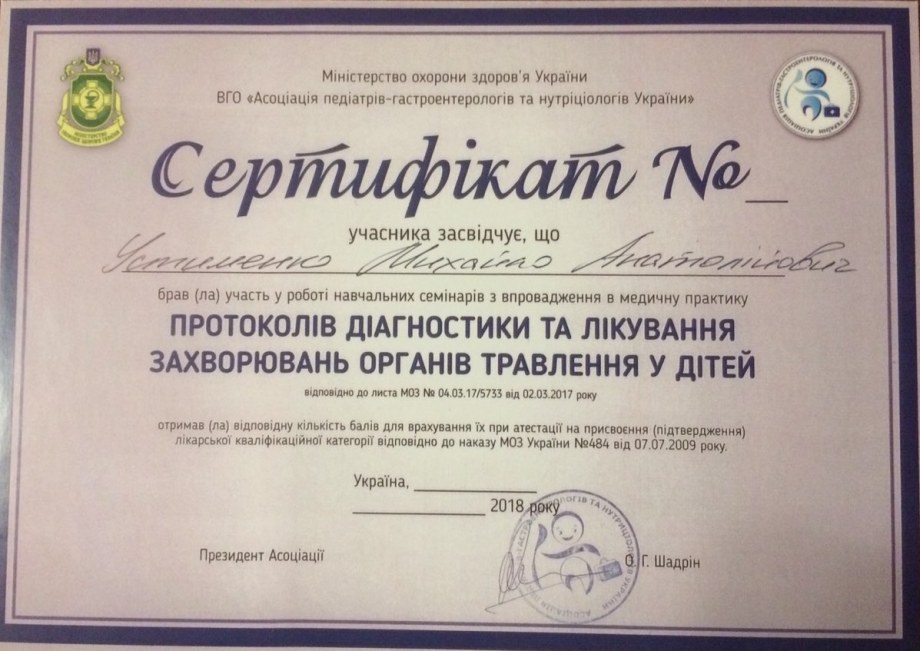 Міністерство охорони здоров'я України
ВГО «Асоціація педіатрів-гастроентерологів та нутріціологів України»
Сертифікат №__
учасника засвідчує, що
Устименко Михайло Анатолійович
брав (ла) участь у роботі навчальних семінарів з впровадження в медичну практику
ПРОТОКОЛІВ ДІАГНОСТИКИ ТА ЛІКУВАННЯ
ЗАХВОРЮВАНЬ ОРГАНІВ ТРАВЛЕННЯ У ДІТЕЙ
відповідно до листа МОЗ № 04.03.17/5733 від 02.03.2017 року
отримав (ла) відповідну кількість балів для врахування їх при атестації на присвоєння (підтвердження)
лікарської кваліфікаційної категорії відповідно до наказу МОЗ України №484 від 07.07.2009 року.
Україна, ____________
____________ 2018 року
Президент Асоціації
О. Г. Шадрін